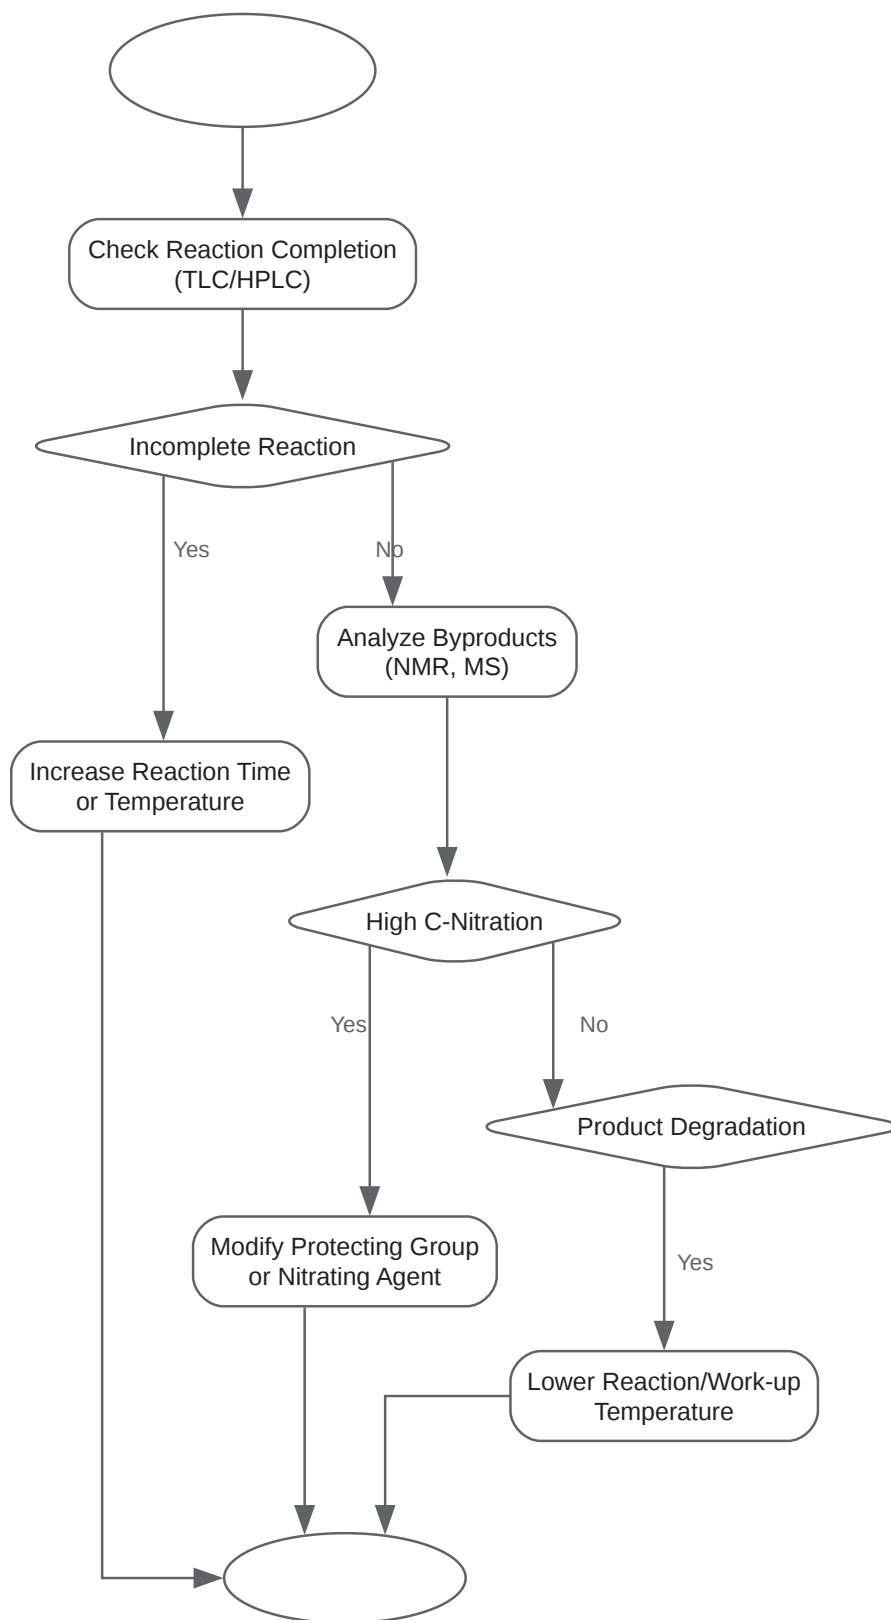 Check Reaction Completion
(TLC/HPLC)
Incomplete Reaction
Yes
No
Analyze Byproducts
(NMR, MS)
Increase Reaction Time
or Temperature
High C-Nitration
Yes
No
Product Degradation
Modify Protecting Group
or Nitrating Agent
Yes
Lower Reaction/Work-up
Temperature